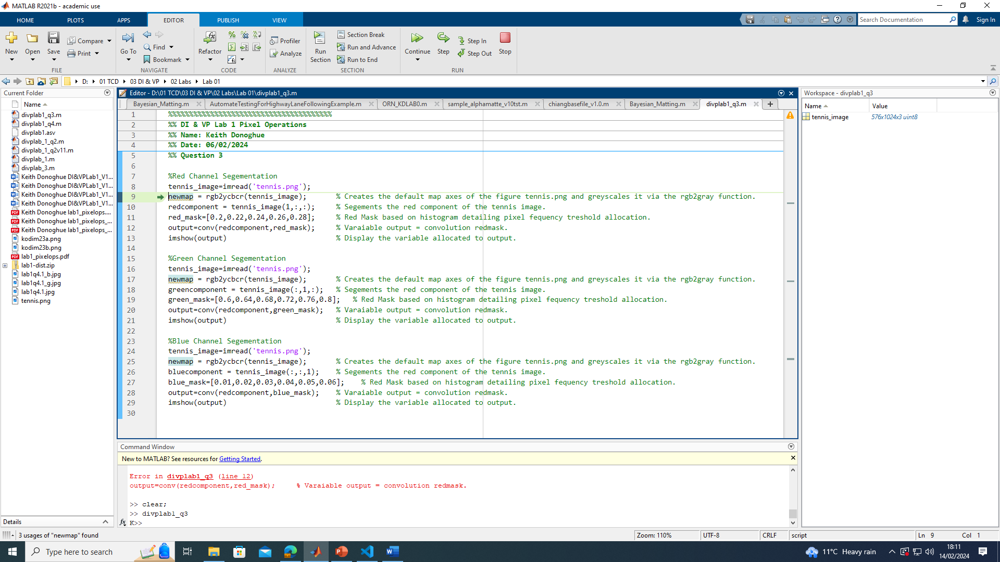 MATLAB R2021b - academic use
HOME PLOTS APPS EDITOR PUBLISH VIEW
Search Documentation
Sign In
New Open Save Compare Print
FILE
Go To Find Bookmark
NAVIGATE
Refactor
CODE
Profiler
Analyze
ANALYZE
Run Section
Section Break
Run and Advance
Run to End
SECTION
Continue Step Step In Step Out Stop
RUN
D: 01 TCD 03 DI & VP 02 Labs Lab 01
Current Folder
Name
divplab1_q3.m
divplab1_q4.m
divplab1.asv
divplab_1_q2.m
divplab_1_q2v11.m
divplab_1.m
divplab_3.m
Keith Donoghue DI&VPLab1_V1...
Keith Donoghue DI&VPLab1_V1...
Keith Donoghue DI&VPLab1_V1...
Keith Donoghue DI&VPLab1_V1...
Keith Donoghue lab1_pixelops....
Keith Donoghue lab1_pixelops_...
Keith Donoghue lab1_pixelops_...
kodim23a.png
kodim23b.png
lab1_pixelops.pdf
lab1-dist.zip
lab1q4.1_b.jpg
lab1q4.1_g.jpg
lab1q4.1.jpg
tennis.png
Details
Editor - D:\01 TCD\03 DI & VP\02 Labs\Lab 01\divplab1_q3.m
Bayesian_Matting.m AutomateTestingForHighwayLaneFollowingExample.m ORN_KDLAB0.m sample_alphamatte_v10tst.m chiangbasefile_v1.0.m Bayesian_Matting.m divplab1_q3.m
1 %%%%%%%%%%%%%%%%%%%%%%%%%%%%%%%%%%%%%%%
2 %% DI & VP Lab 1 Pixel Operations
3 %% Name: Keith Donoghue
4 %% Date: 06/02/2024
5 %% Question 3
6
7 %Red Channel Segementation
8 tennis_image=imread('tennis.png');
9 newmap = rgb2ycbcr(tennis_image); % Creates the default map axes of the figure tennis.png and greyscales it via the rgb2gray function.
10 redcomponent = tennis_image(1,:,:); % Segements the red component of the tennis image.
11 red_mask=[0.2,0.22,0.24,0.26,0.28]; % Red Mask based on histogram detailing pixel fequency treshold allocation.
12 output=conv(redcomponent,red_mask); % Varaiable output = convolution redmask.
13 imshow(output) % Display the variable allocated to output.
14
15 %Green Channel Segementation
16 tennis_image=imread('tennis.png');
17 newmap = rgb2ycbcr(tennis_image); % Creates the default map axes of the figure tennis.png and greyscales it via the rgb2gray function.
18 greencomponent = tennis_image(:,1,:); % Segements the red component of the tennis image.
19 green_mask=[0.6,0.64,0.68,0.72,0.76,0.8]; % Red Mask based on histogram detailing pixel fequency treshold allocation.
20 output=conv(redcomponent,green_mask); % Varaiable output = convolution redmask.
21 imshow(output) % Display the variable allocated to output.
22
23 %Blue Channel Segementation
24 tennis_image=imread('tennis.png');
25 newmap = rgb2ycbcr(tennis_image); % Creates the default map axes of the figure tennis.png and greyscales it via the rgb2gray function.
26 bluecomponent = tennis_image(:,:,1); % Segements the red component of the tennis image.
27 blue_mask=[0.01,0.02,0.03,0.04,0.05,0.06]; % Red Mask based on histogram detailing pixel fequency treshold allocation.
28 output=conv(redcomponent,blue_mask); % Varaiable output = convolution redmask.
29 imshow(output) % Display the variable allocated to output.
30
Command Window
New to MATLAB? See resources for Getting Started.
Error in divplab1_q3 (line 12)
output=conv(redcomponent,red_mask); % Varaiable output = convolution redmask.
>> clear;
>> divplab1_q3
fx K>>
Workspace - divplab1_q3
Name Value
tennis_image 576x1024x3 uint8
3 usages of "newmap" found
Zoom: 110% UTF-8 CRLF script Ln 9 Col 1
Type here to search
11°C Heavy rain
18:11
14/02/2024